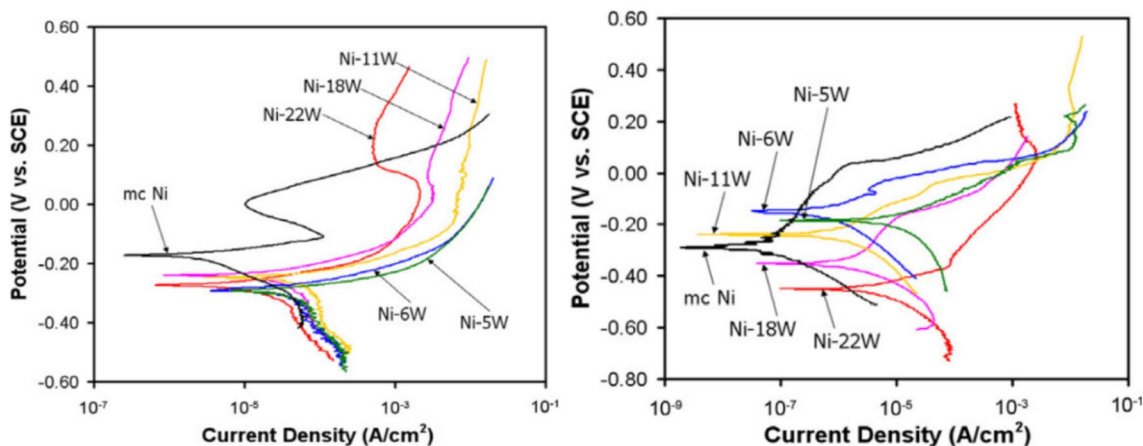 0.60
0.40
0.20
0.00
-0.20
-0.40
-0.60
Potential (V vs. SCE)
Ni-11W
Ni-18W
Ni-22W
mc Ni
Ni-6W
Ni-5W
10-7
10-5
10-3
10-1
Current Density (A/cm²)
0.60
0.40
0.20
0.00
-0.20
-0.40
-0.60
-0.80
Potential (V vs. SCE)
Ni-5W
Ni-6W
Ni-11W
mc Ni
Ni-18W
Ni-22W
10-9
10-7
10-5
10-3
10-1
Current Density (A/cm²)